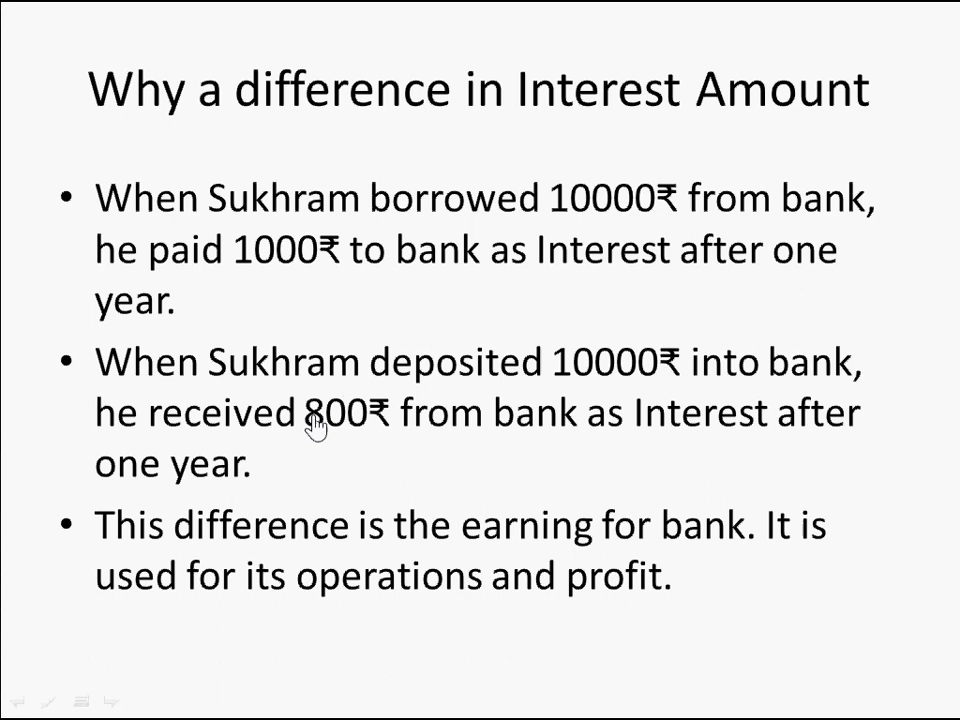 Why a difference in Interest Amount
• When Sukhram borrowed 10000₹ from bank,
he paid 1000₹ to bank as Interest after one
year.
• When Sukhram deposited 10000₹ into bank,
he received 800₹ from bank as Interest after
one year.
• This difference is the earning for bank. It is
used for its operations and profit.